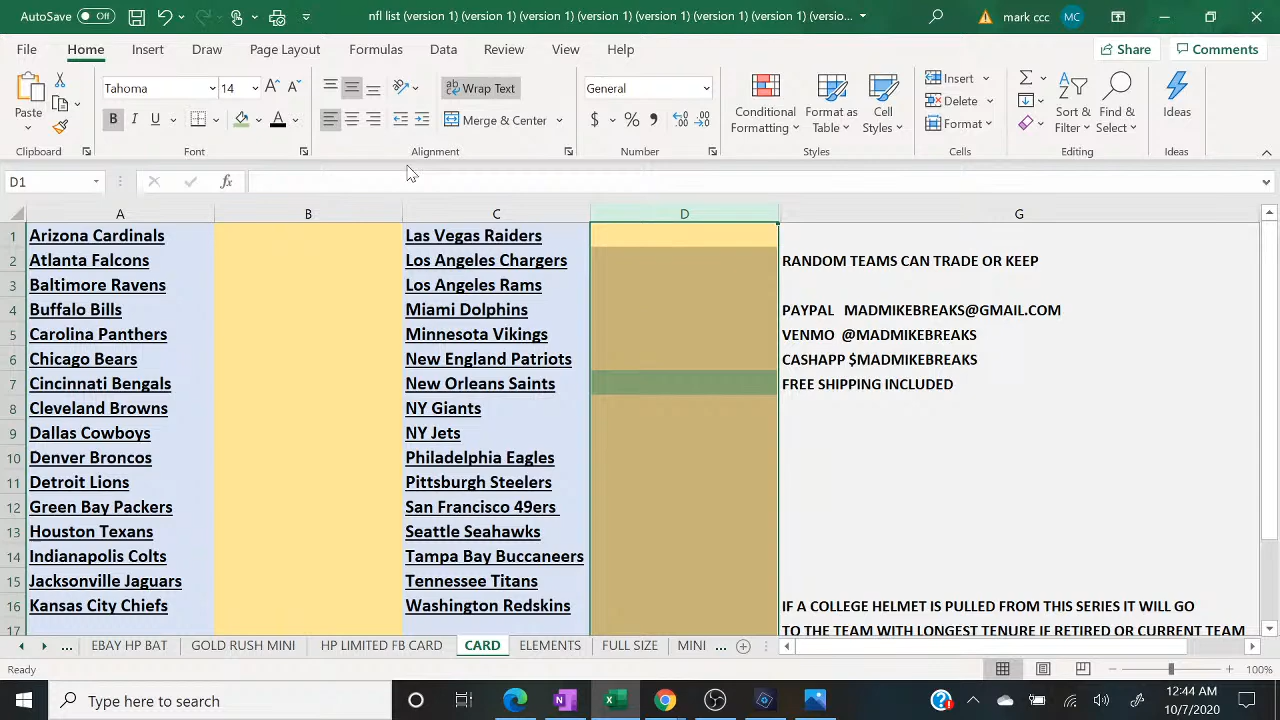 AutoSave Off
nfl list (version 1) (version 1) (version 1) (version 1) (version 1) (version 1) (version 1) (versio...
mark ccc MC
File Home Insert Draw Page Layout Formulas Data Review View Help Share Comments
Paste
Tahoma 14
B I U A
Wrap Text
Merge & Center
General
$ % ,
Conditional Formatting
Format as Table
Cell Styles
Insert
Delete
Format
Sort & Filter
Find & Select
Ideas
Clipboard Font Alignment Number Styles Cells Editing Ideas
D1 fx
A B C D G
1 Arizona Cardinals Las Vegas Raiders
2 Atlanta Falcons Los Angeles Chargers RANDOM TEAMS CAN TRADE OR KEEP
3 Baltimore Ravens Los Angeles Rams
4 Buffalo Bills Miami Dolphins PAYPAL MADMIKEBREAKS@GMAIL.COM
5 Carolina Panthers Minnesota Vikings VENMO @MADMIKEBREAKS
6 Chicago Bears New England Patriots CASHAPP $MADMIKEBREAKS
7 Cincinnati Bengals New Orleans Saints FREE SHIPPING INCLUDED
8 Cleveland Browns NY Giants
9 Dallas Cowboys NY Jets
10 Denver Broncos Philadelphia Eagles
11 Detroit Lions Pittsburgh Steelers
12 Green Bay Packers San Francisco 49ers
13 Houston Texans Seattle Seahawks
14 Indianapolis Colts Tampa Bay Buccaneers
15 Jacksonville Jaguars Tennessee Titans
16 Kansas City Chiefs Washington Redskins IF A COLLEGE HELMET IS PULLED FROM THIS SERIES IT WILL GO
17 TO THE TEAM WITH LONGEST TENURE IF RETIRED OR CURRENT TEAM
... EBAY HP BAT GOLD RUSH MINI HP LIMITED FB CARD CARD ELEMENTS FULL SIZE MINI ...
Ready 100%
Type here to search
12:44 AM
10/7/2020